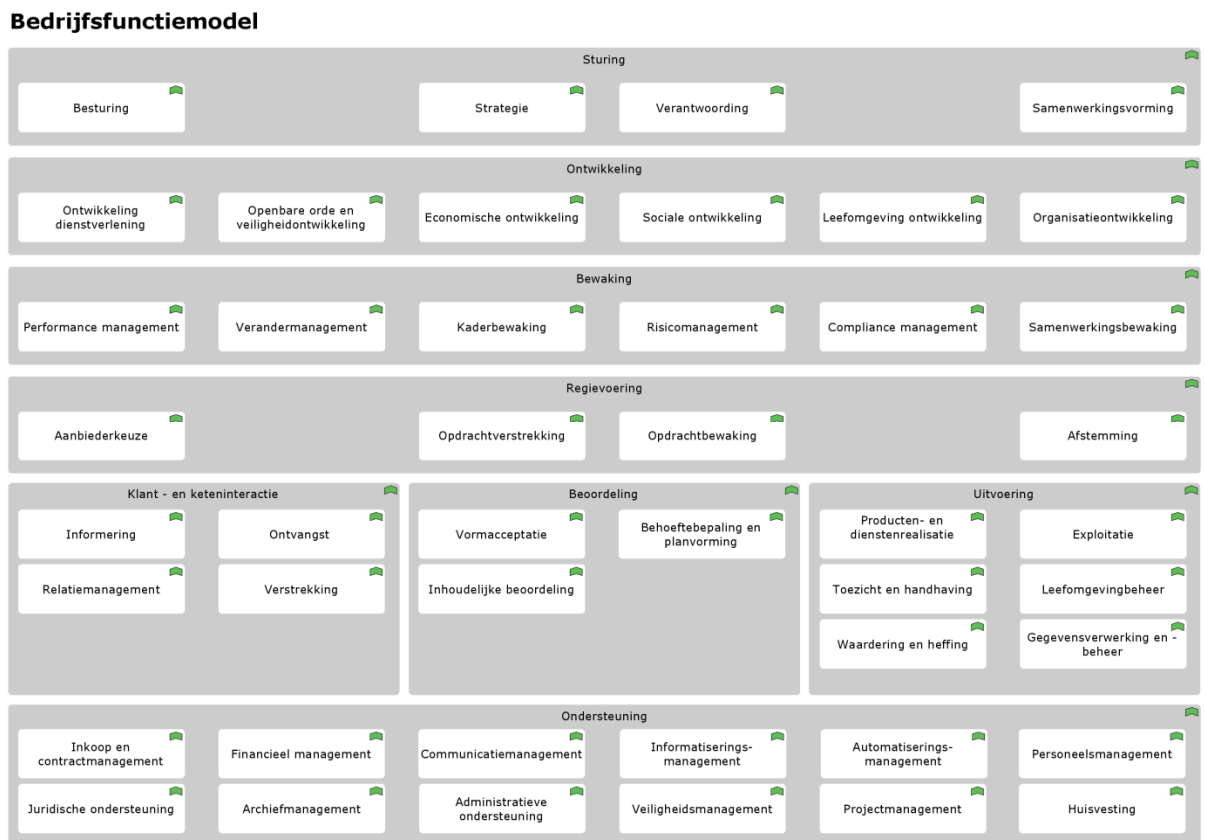 Bedrijfsfunctiemodel
Sturing
Besturing
Strategie
Verantwoording
Samenwerkingsvorming
Ontwikkeling
Ontwikkeling
dienstverlening
Openbare orde en
veiligheidontwikkeling
Economische ontwikkeling
Sociale ontwikkeling
Leefomgeving ontwikkeling
Organisatieontwikkeling
Bewaking
Performance management
Verandermanagement
Kaderbewaking
Risicomanagement
Compliance management
Samenwerkingsbewaking
Regievoering
Aanbiederkeuze
Opdrachtverstrekking
Opdrachtbewaking
Afstemming
Klant - en keteninteractie
Informering
Ontvangst
Relatiemanagement
Verstrekking
Beoordeling
Vormacceptatie
Behoeftebepaling en
planvorming
Inhoudelijke beoordeling
Uitvoering
Producten- en
dienstenrealisatie
Exploitatie
Toezicht en handhaving
Leefomgevingbeheer
Waardering en heffing
Gegevensverwerking en -
beheer
Ondersteuning
Inkoop en
contractmanagement
Financieel management
Communicatiemanagement
Informatiserings-
management
Automatiserings-
management
Personeelsmanagement
Juridische ondersteuning
Archiefmanagement
Administratieve
ondersteuning
Veiligheidsmanagement
Projectmanagement
Huisvesting